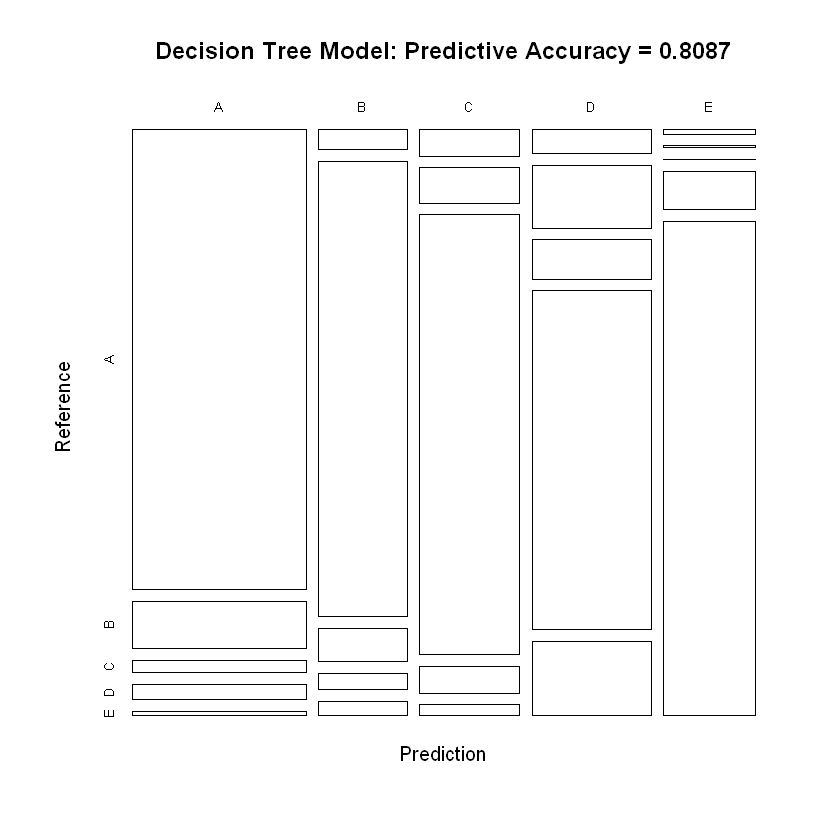 Decision Tree Model: Predictive Accuracy = 0.8087
A B C D E
Reference
A
B
C
D
E
Prediction